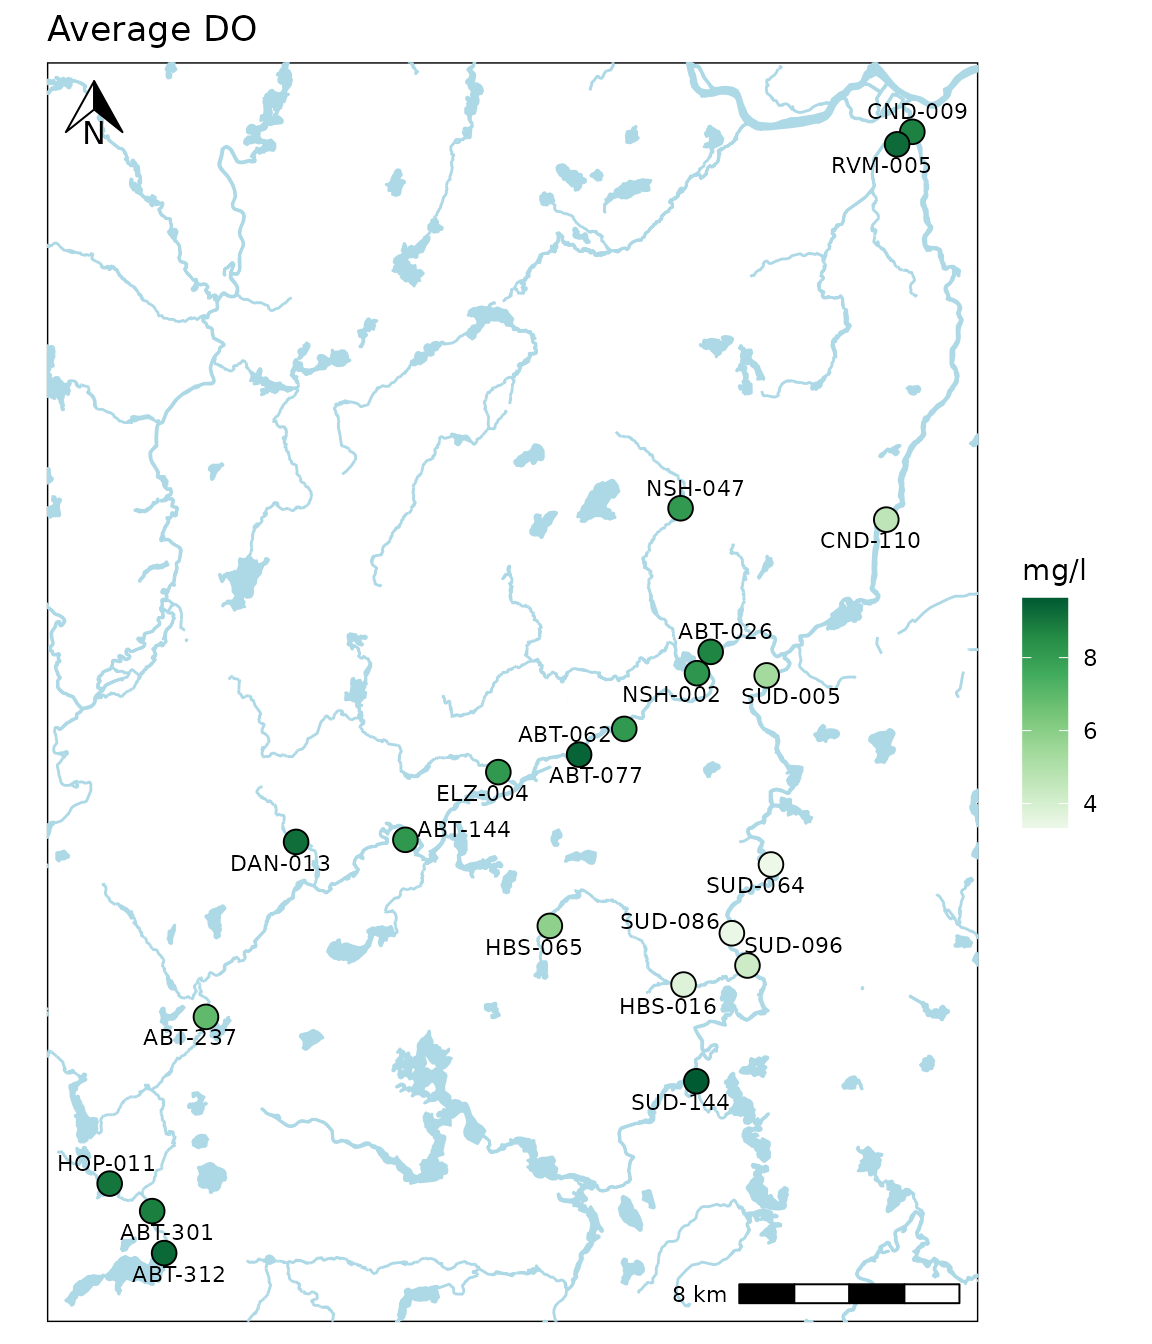 Average DO
N
CND-009
RVM-005
NSH-047
CND-110
mg/l
8
6
4
ABT-026
NSH-002
SUD-005
ABT-062
ABT-077
ELZ-004
ABT-144
DAN-013
SUD-064
SUD-086
SUD-096
HBS-065
HBS-016
ABT-237
SUD-144
HOP-011
ABT-301
ABT-312
8 km